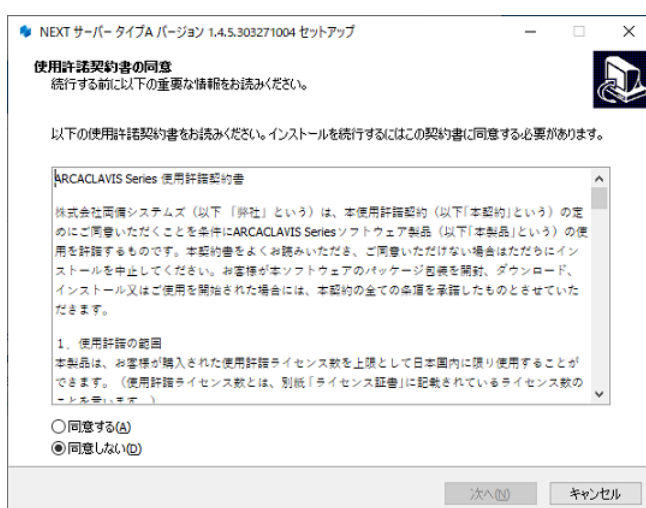 NEXT サーバー タイプA バージョン 1.4.5.303271004 セットアップ
使用許諾契約書の同意
続行する前に以下の重要な情報をお読みください。
以下の使用許諾契約書をお読みください。インストールを続行するにはこの契約書に同意する必要があります。
ARCACLAVIS Series 使用許諾契約書
株式会社両備システムズ（以下 「弊社」という）は、本使用許諾契約（以下「本契約」という）の定
めにご同意いただくことを条件にARCACLAVIS Seriesソフトウェア製品（以下「本製品」という）の使
用を許諾するものです。本契約書をよくお読みいただき、ご同意いただけない場合はただちにイン
ストールを中止してください。お客様が本ソフトウェアのパッケージ包装を開封、ダウンロード、
インストール又はご使用を開始された場合には、本契約の全ての条項を承諾したものとさせていた
だきます。
１．使用許諾の範囲
本製品は、お客様が購入された使用許諾ライセンス数を上限として日本国内に限り使用することが
できます。（使用許諾ライセンス数とは、別紙「ライセンス証書」に記載されているライセンス数の
ことを言います。）
同意する(A)
同意しない(D)
次へ(N)
キャンセル